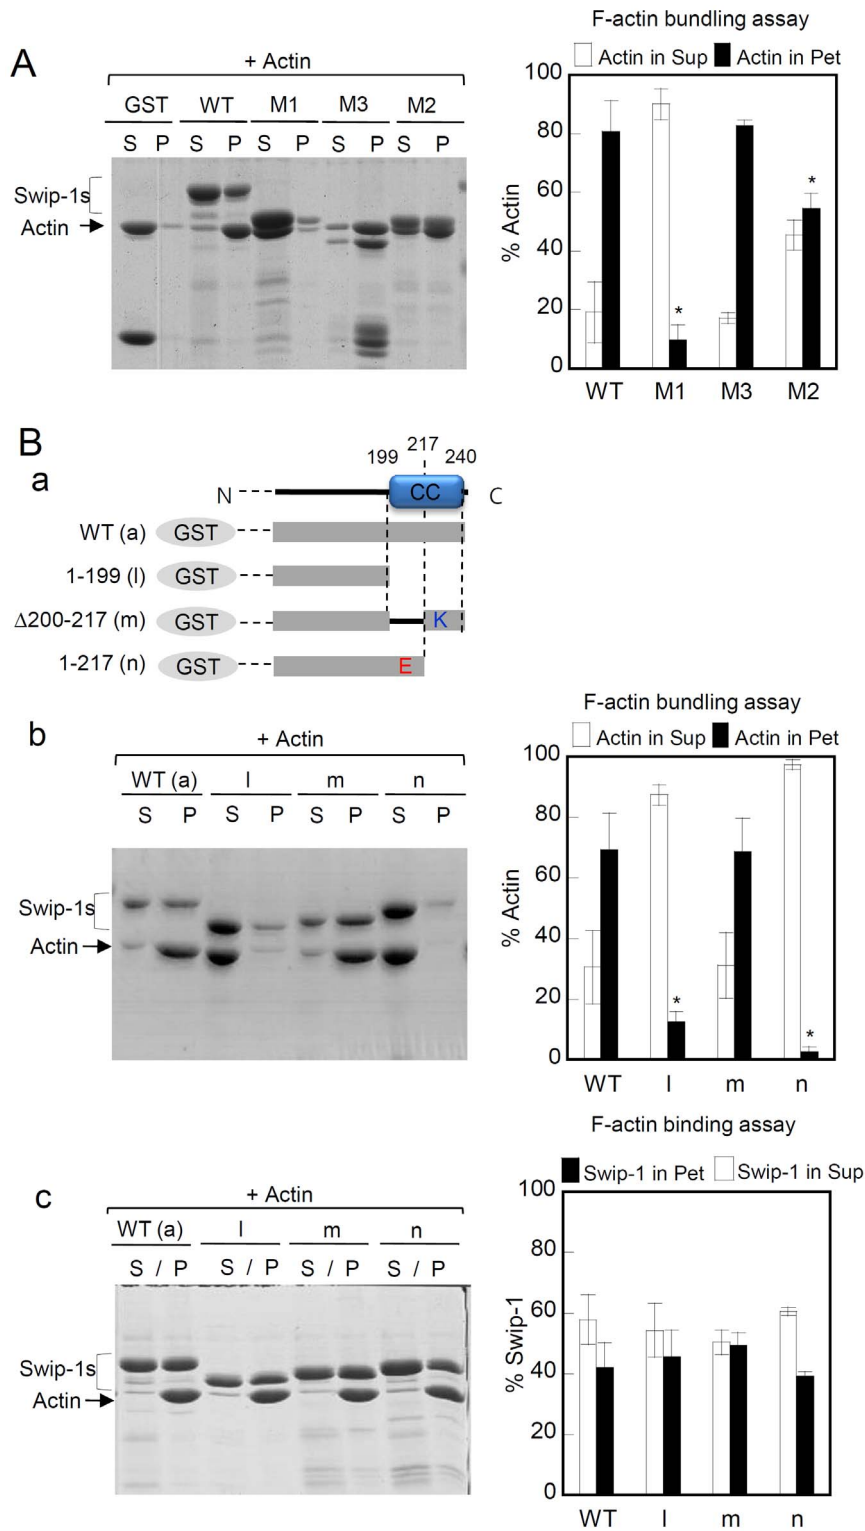 A
+ Actin
GST WT M1 M3 M2
S P S P S P S P S P
Swip-1s
Actin
F-actin bundling assay
Actin in Sup Actin in Pet
% Actin
100
80
60
40
20
0
*
*
WT M1 M3 M2
B
a
199 217 240
N CC C
WT (a) GST
1-199 (l) GST
Δ200-217 (m) GST K
1-217 (n) GST E
b
+ Actin
WT (a) l m n
S P S P S P S P
Swip-1s
Actin
F-actin bundling assay
Actin in Sup Actin in Pet
% Actin
100
80
60
40
20
0
*
*
WT l m n
c
+ Actin
WT (a) l m n
S / P S / P S / P S / P
Swip-1s
Actin
F-actin binding assay
Swip-1 in Pet Swip-1 in Sup
% Swip-1
100
80
60
40
20
0
WT l m n